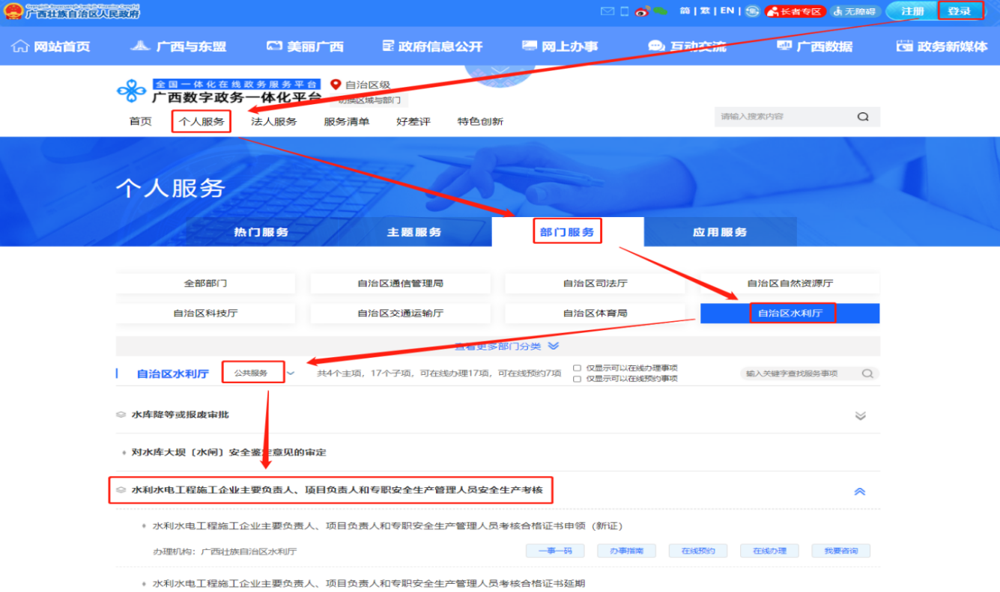 广西壮族自治区人民政府
简 | 繁 | EN | 长者专区 无障碍 注册 登录
网站首页 广西与东盟 美丽广西 政府信息公开 网上办事 互动交流 广西数据 政务新媒体
全国一体化在线政务服务平台 自治区级
广西数字政务一体化平台 切换区域与部门
首页 个人服务 法人服务 服务清单 好差评 特色创新 请输入搜索内容
个人服务
热门服务 主题服务 部门服务 应用服务
全部部门 自治区通信管理局 自治区司法厅 自治区自然资源厅
自治区科技厅 自治区交通运输厅 自治区体育局 自治区水利厅
查看更多部门分类
自治区水利厅 公共服务 共4个主项，17个子项，可在线办理17项，可在线预约7项 仅显示可以在线办理事项 输入关键字查找服务事项
仅显示可以在线预约事项
水库降等或报废审批
对水库大坝（水闸）安全鉴定意见的审定
水利水电工程施工企业主要负责人、项目负责人和专职安全生产管理人员安全生产考核
水利水电工程施工企业主要负责人、项目负责人和专职安全生产管理人员考核合格证书申领（新证）
办理机构：广西壮族自治区水利厅 一事一码 办事指南 在线预约 在线办理 我要咨询
水利水电工程施工企业主要负责人、项目负责人和专职安全生产管理人员考核合格证书延期